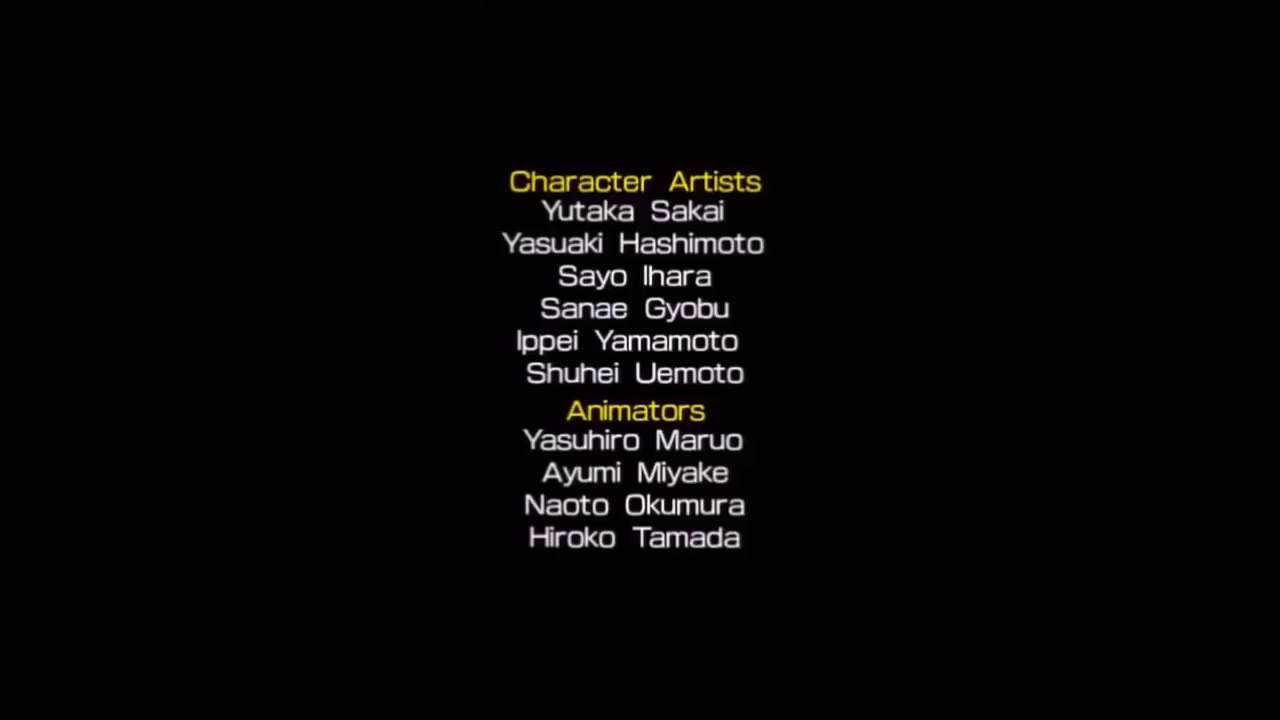 Character Artists
Yutaka Sakai
Yasuaki Hashimoto
Sayo Ihara
Sanae Gyobu
Ippei Yamamoto
Shuhei Uemoto
Animators
Yasuhiro Maruo
Ayumi Miyake
Naoto Okumura
Hiroko Tamada